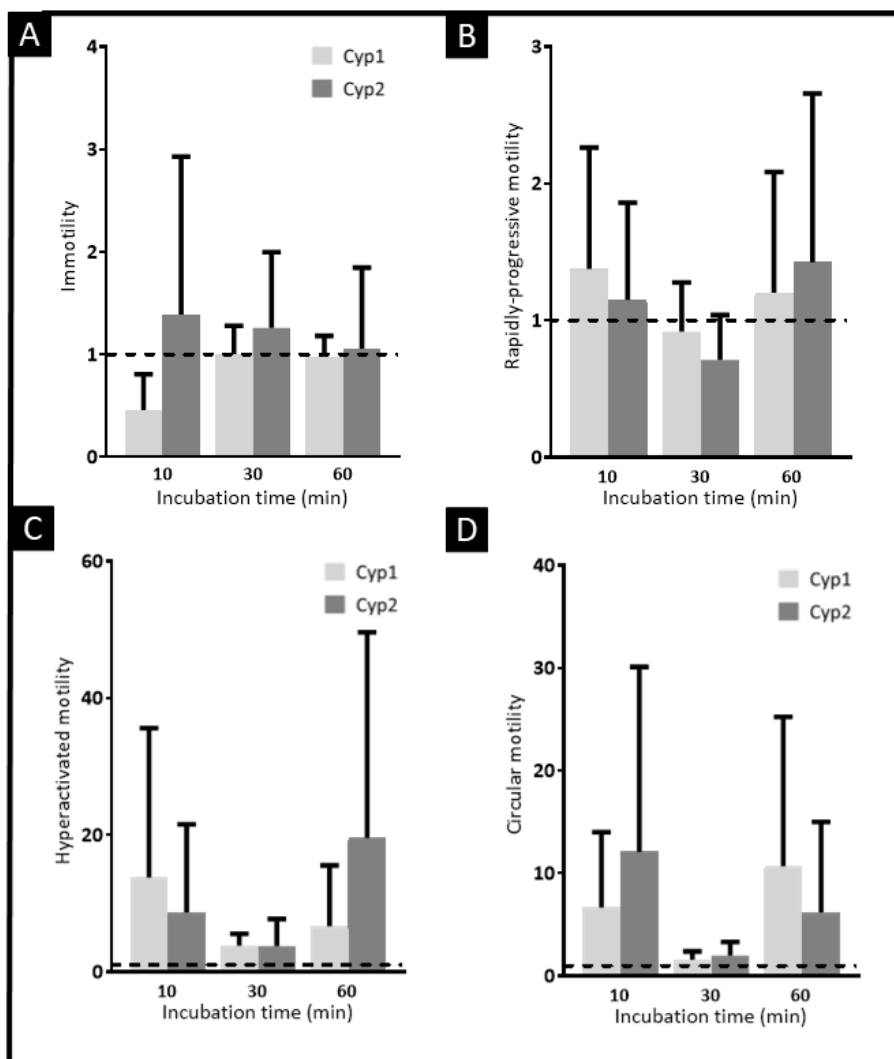 A
Immotility
4
3
2
1
0
Cyp1
Cyp2
10 30 60
Incubation time (min)
B
Rapidly-progressive motility
3
2
1
0
10 30 60
Incubation time (min)
C
Hyperactivated motility
60
40
20
0
Cyp1
Cyp2
10 30 60
Incubation time (min)
D
Circular motility
40
30
20
10
0
Cyp1
Cyp2
10 30 60
Incubation time (min)